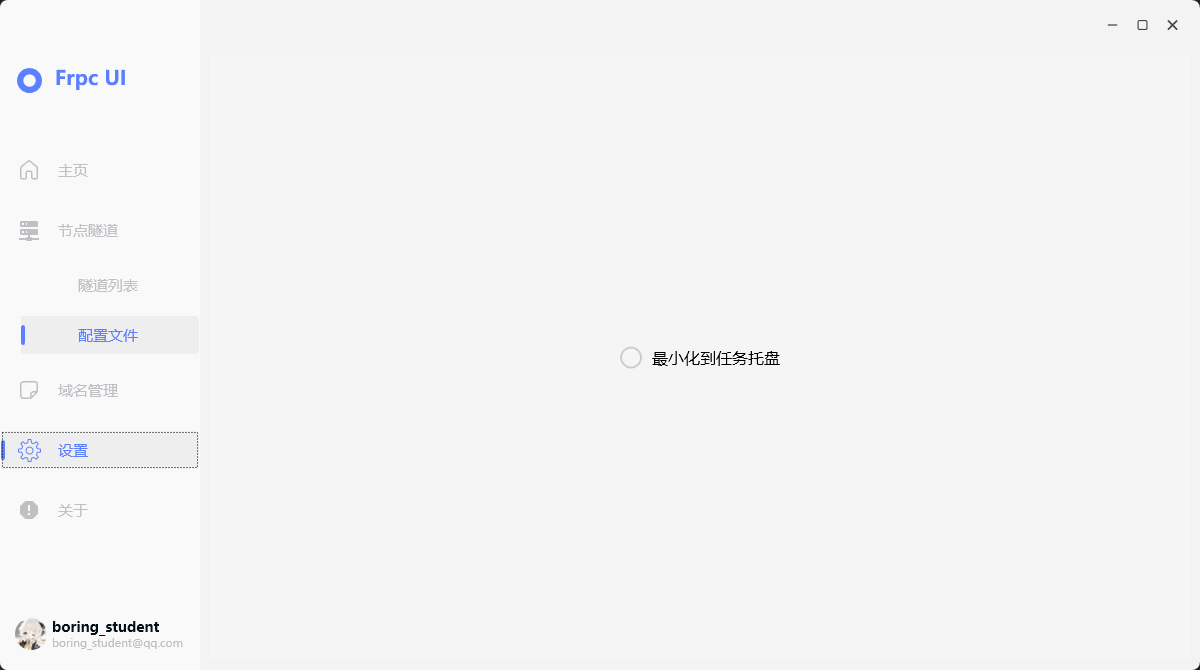 Frpc UI
主页
节点隧道
隧道列表
配置文件
域名管理
设置
关于
最小化到任务托盘
boring_student
boring_student@qq.com